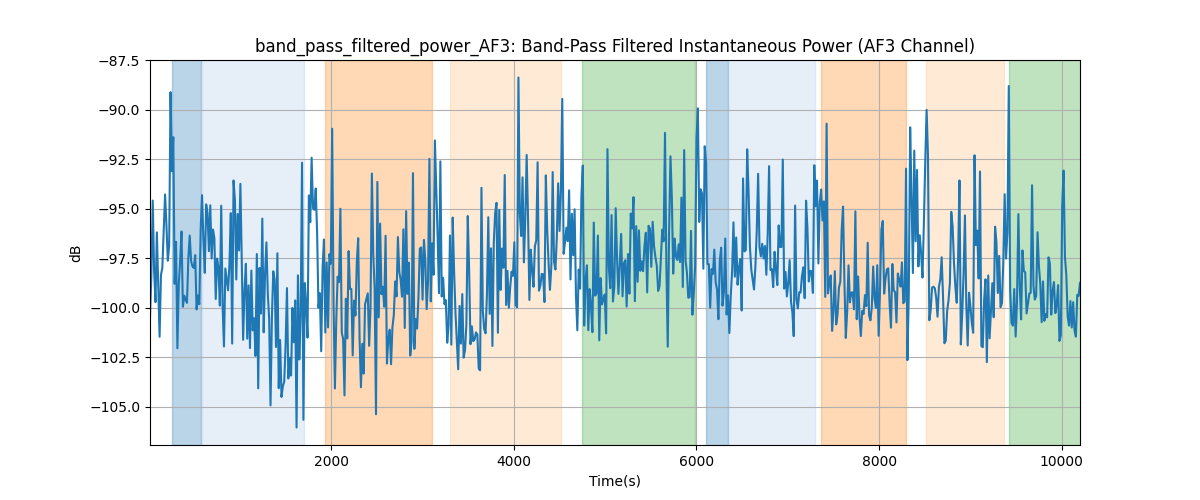 band_pass_filtered_power_AF3: Band-Pass Filtered Instantaneous Power (AF3 Channel)
−87.5
−90.0
−92.5
−95.0
−97.5
−100.0
−102.5
−105.0
dB
2000 4000 6000 8000 10000
Time(s)